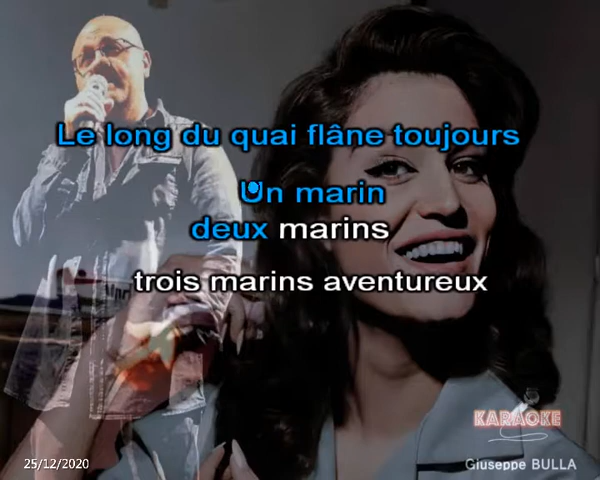 Le long du quai flâne toujours
Un marin
deux marins
trois marins aventureux
KARAOKE
25/12/2020
Giuseppe BULLA